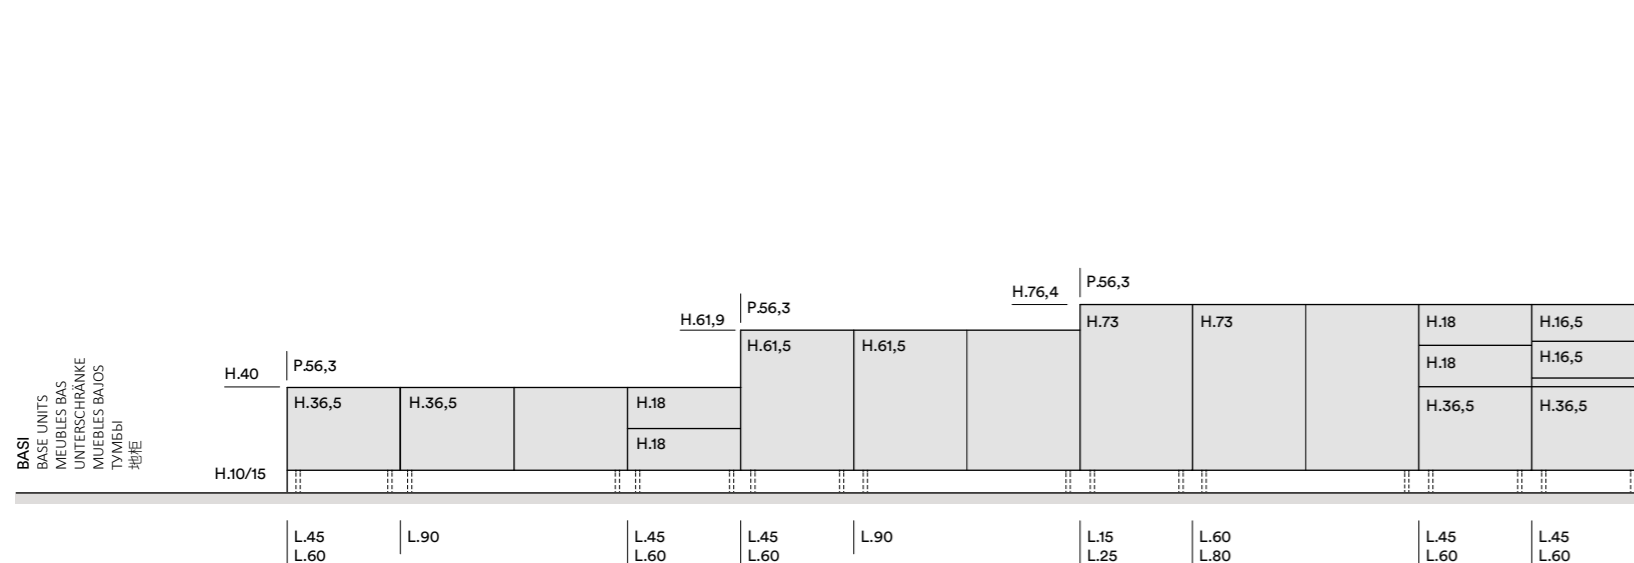 BASI
BASE UNITS
MEUBLES BAS
UNTERSCHRÄNKE
MUEBLES BAJOS
ТУМБЫ
地柜
H.40
P.56,3
H.36,5
H.36,5
H.18
H.18
H.10/15
H.61,9
P.56,3
H.61,5
H.61,5
H.76,4
P.56,3
H.73
H.73
H.18
H.18
H.36,5
H.16,5
H.16,5
H.36,5
L.45
L.60
L.90
L.45
L.60
L.45
L.60
L.90
L.15
L.25
L.60
L.80
L.45
L.60
L.45
L.60